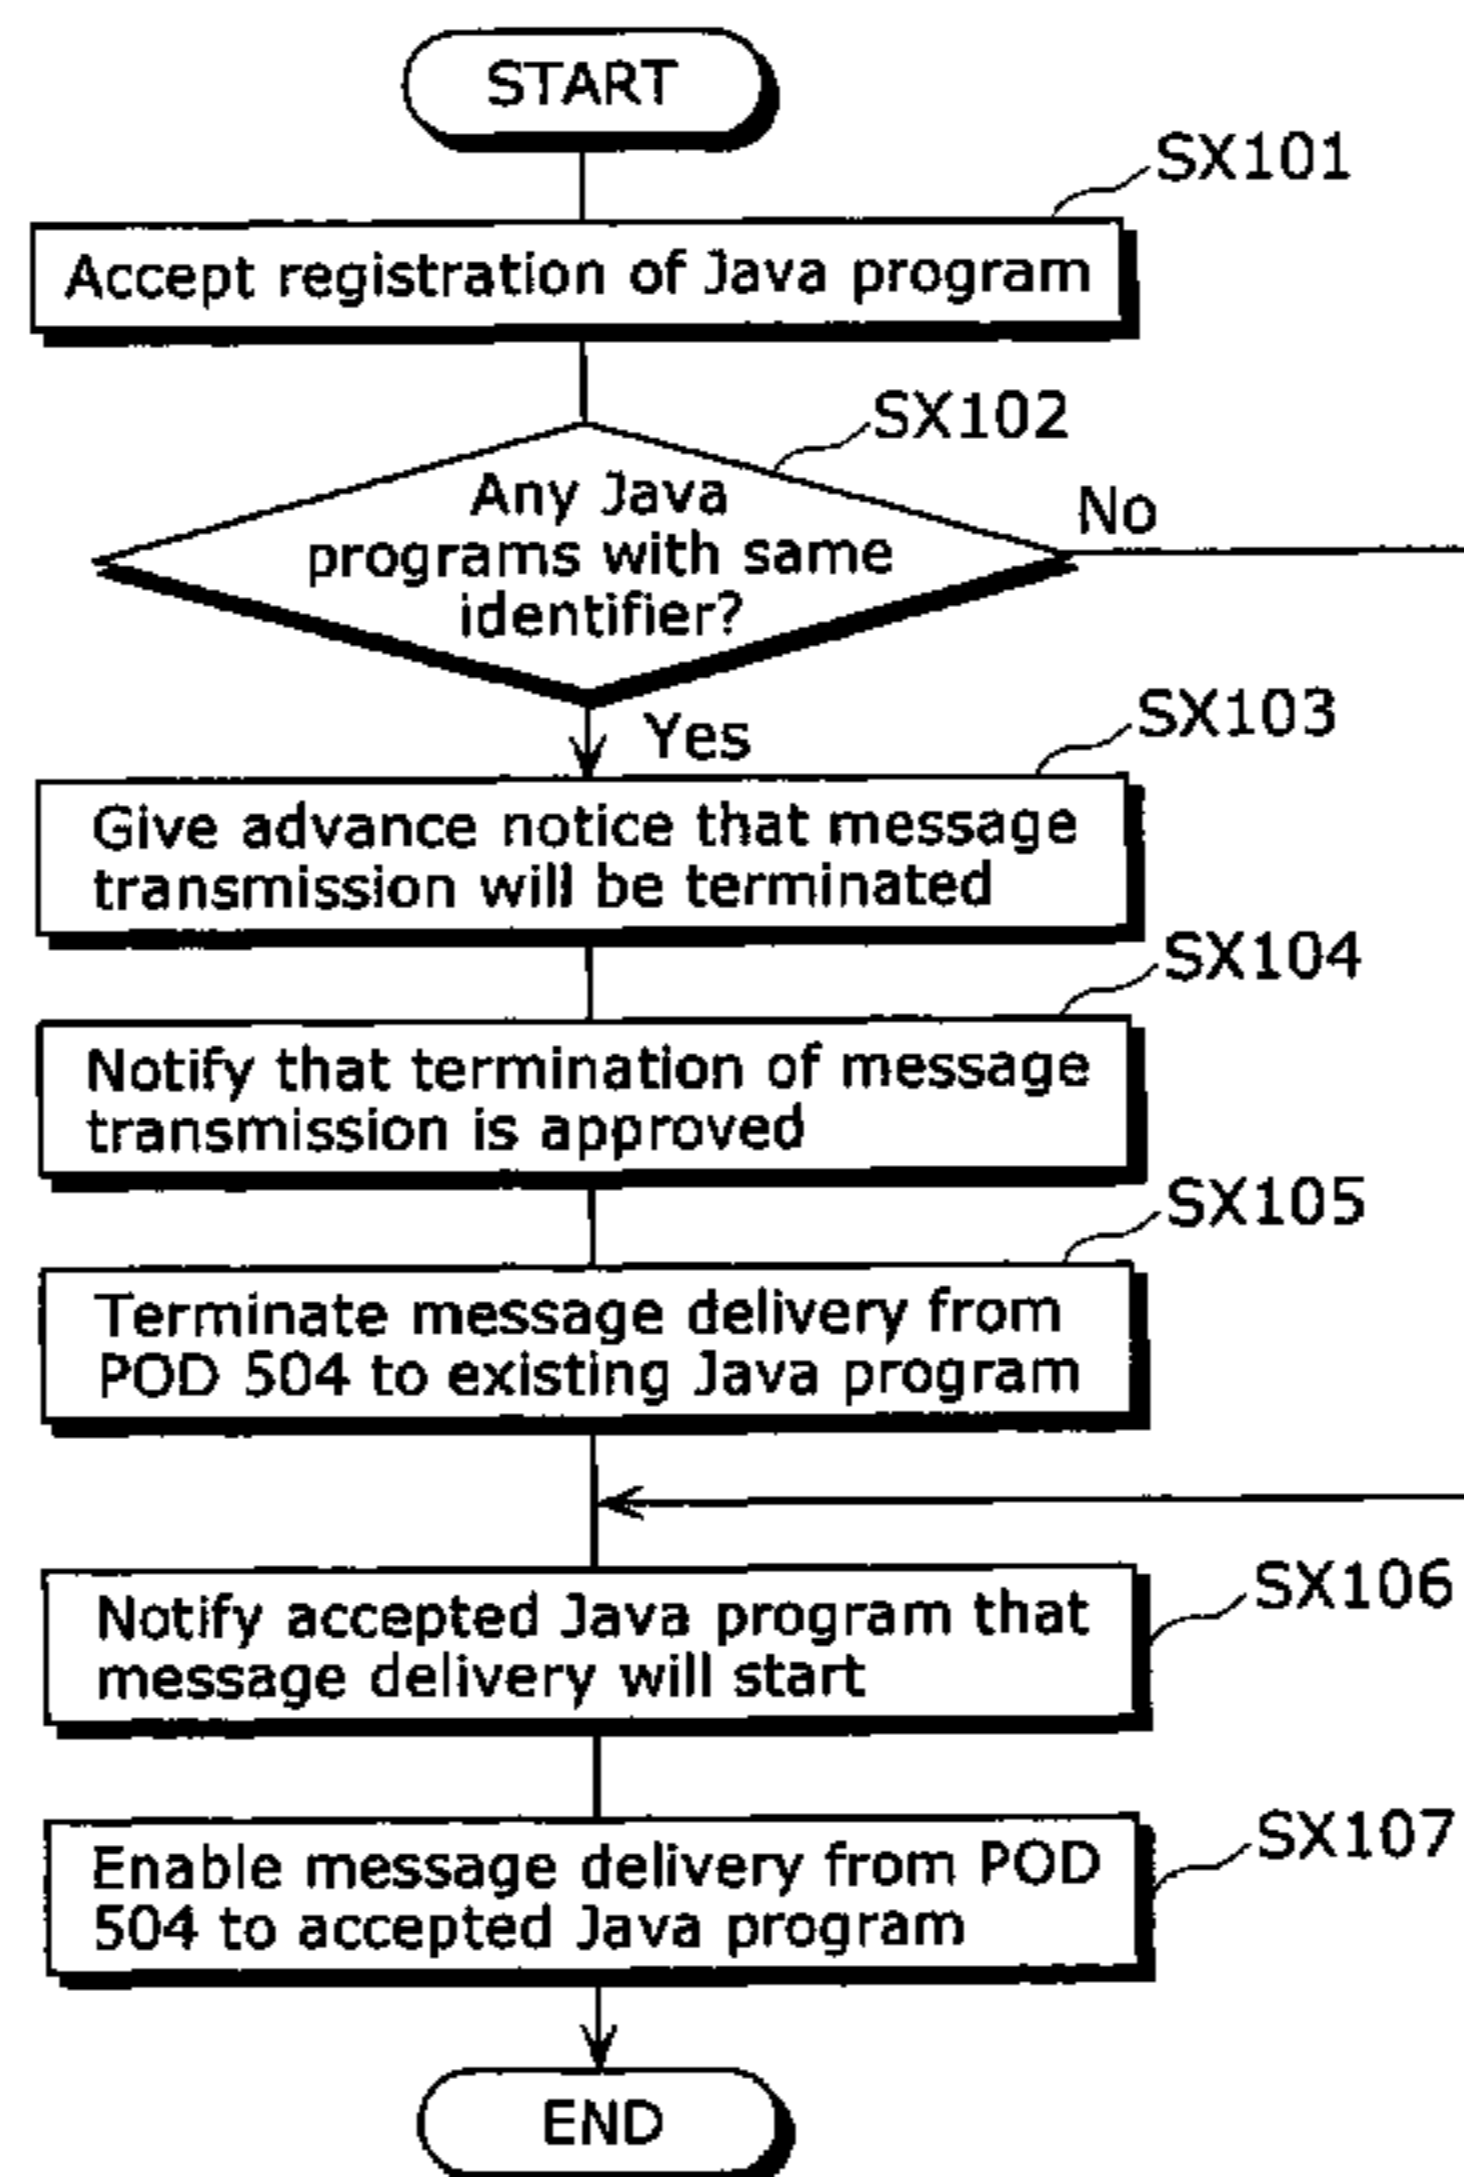 START
SX101
Accept registration of Java program
SX102
Any Java
programs with same
identifier?
No
Yes
SX103
Give advance notice that message
transmission will be terminated
SX104
Notify that termination of message
transmission is approved
SX105
Terminate message delivery from
POD 504 to existing Java program
SX106
Notify accepted Java program that
message delivery will start
SX107
Enable message delivery from POD
504 to accepted Java program
END